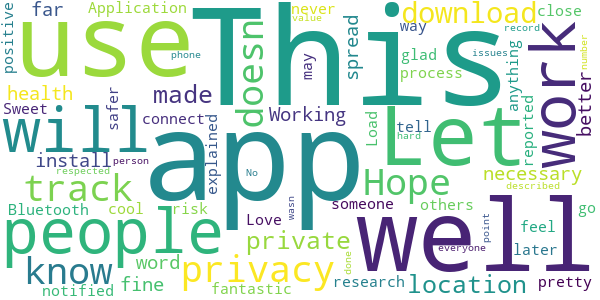 positive
far
Application
never
value
way
download
close
record
use
This
spread
glad
process
issues
anything
number
phone
health
made
doesn
may
work
better
Sweet
safer
connect
Working
Load
tell
hard
Let
reported
will
app
install
person
explained
No
necessary
described
track
respected
Hope
others
go
Bluetooth
cool
risk
Love
wasn
someone
people
well
everyone
point
feel
later
private
know
word
privacy
done
research
location
pretty
notified
fine
fantastic